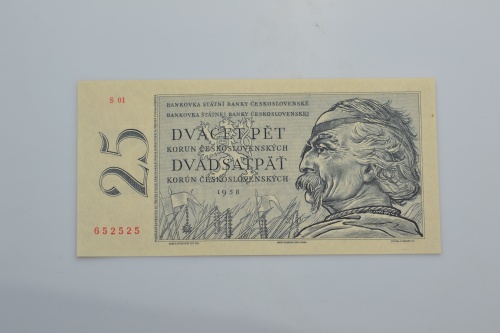 S 01
BANKOVKA STÁTNÍ BANKY ČESKOSLOVENSKÉ
BANKOVKA ŠTÁTNEJ BANKY ČESKOSLOVENSKEJ
DVACET PĚT
KORUN ČESKOSLOVENSKÝCH
DVADSAŤPÄŤ
KORÚN ČESKOSLOVENSKÝCH
1958
25
652525